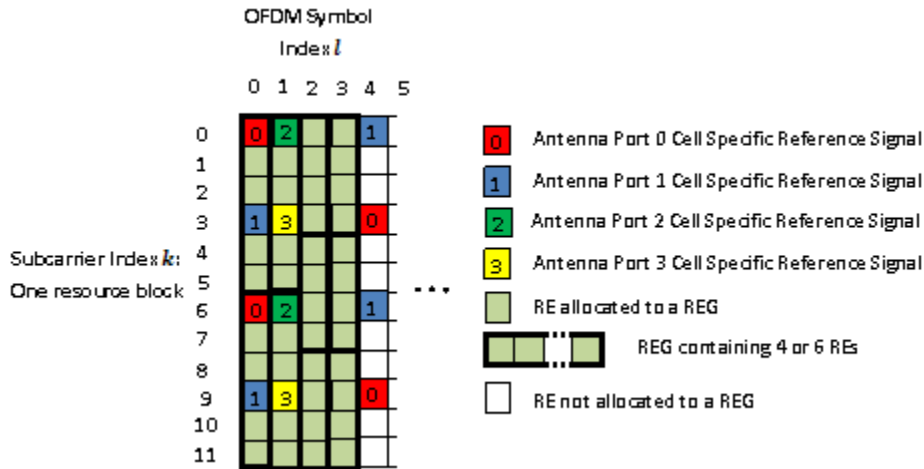 OFDM Symbol
Index l
0 1 2 3 4 5
0 0 2 1
1
2
3 1 3 0
4
5
6 0 2 1
7
8
9 1 3 0
10
11
Subcarrier Index k:
One resource block
...
0 Antenna Port 0 Cell Specific Reference Signal
1 Antenna Port 1 Cell Specific Reference Signal
2 Antenna Port 2 Cell Specific Reference Signal
3 Antenna Port 3 Cell Specific Reference Signal
RE allocated to a REG
REG containing 4 or 6 REs
RE not allocated to a REG